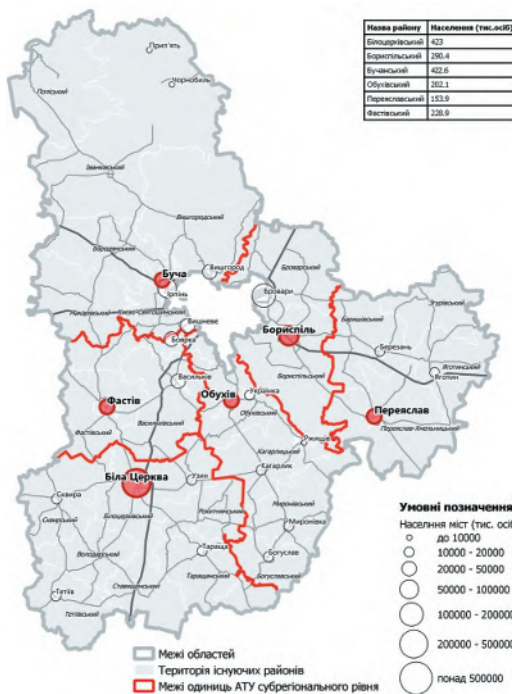 Назва району Населення (тис.осіб)
Білоцерківський 423
Бориспільський 290.4
Бучанський 422.6
Обухівський 202.1
Переяславський 153.9
Фастівський 228.9
Прип'ять
Чорнобиль
Поліський
Іванківський
Вишгородський
Бородянський
Буча
Вишгород
Ірпінь
Броварський
Бровари
Макарівський
Києво-Святошинський
Вишневе
Боярка
Баришівський
Згурівський
Бориспіль
Березань
Яготинський
Яготин
Васильків
Фастів
Обухів
Українка
Бориспільський
Переяслав
Обухівський
Переяслав-Хмельницький
Фастівський
Васильківський
Ржищів
Кагарлицький
Кагарлик
Біла Церква
Узин
Сквира
Сквирський
Білоцерківський
Рокитнянський
Миронівський
Миронівка
Володарський
Тараща
Богуслав
Ставищенський
Таращанський
Богуславський
Тетіїв
Тетіївський
Умовні позначення
Населння міст (тис. осіб
до 10000
10000 - 20000
20000 - 50000
50000 - 100000
100000 - 200000
200000 - 500000
понад 500000
Межі областей
Територія існуючих районів
Межі одиниць АТУ субрегіонального рівня